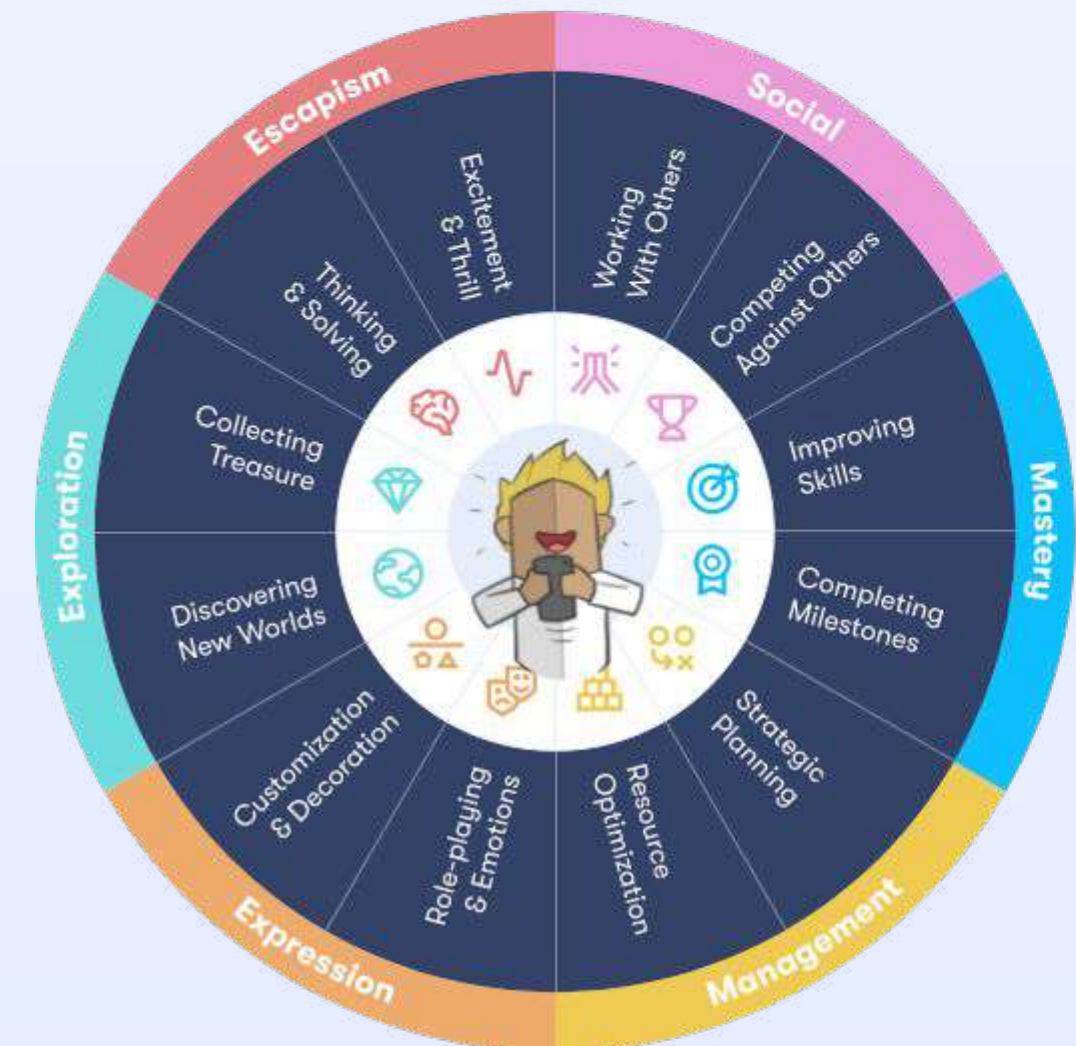 Escapism
Social
Mastery
Management
Expression
Exploration
Excitement
& Thrill
Working
With Others
Competing
Against Others
Improving
Skills
Completing
Milestones
Strategic
Planning
Resource
Optimization
Role-playing
& Emotions
Customization
& Decoration
Discovering
New Worlds
Collecting
Treasure
Thinking
& Solving